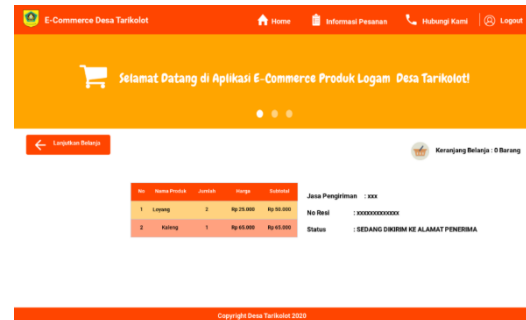 E-Commerce Desa Tarikolot
Home
Informasi Pesanan
Hubungi Kami
Logout
Selamat Datang di Aplikasi E-Commerce Produk Logam Desa Tarikolot!
Lanjutkan Belanja
Keranjang Belanja : 0 Barang
No Nama Produk Jumlah Harga Subtotal
1 Loyang 2 Rp 25.000 Rp 50.000
2 Kaleng 1 Rp 65.000 Rp 65.000
Jasa Pengiriman : xxx
No Resi : xxxxxxxxxxxxx
Status : SEDANG DIKIRIM KE ALAMAT PENERIMA
Copyright Desa Tarikolot 2020